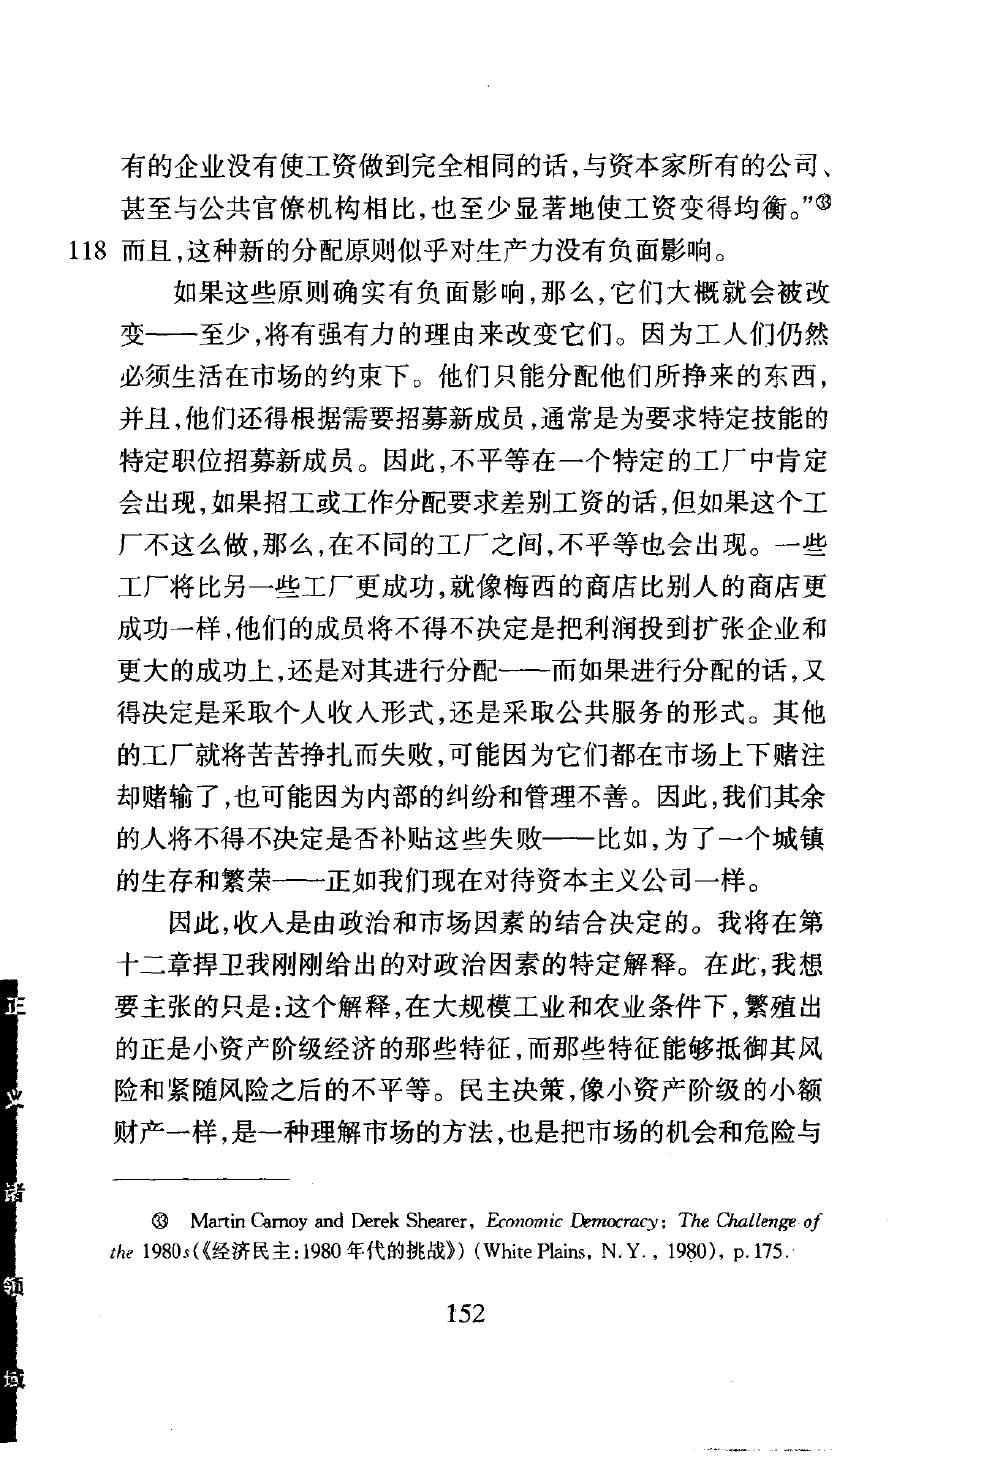 有的企业没有使工资做到完全相同的话,与资本家所有的公司、
甚至与公共官僚机构相比,也至少显著地使工资变得均衡。”㉝
118 而且,这种新的分配原则似乎对生产力没有负面影响。
如果这些原则确实有负面影响,那么,它们大概就会被改
变——至少,将有强有力的理由来改变它们。因为工人们仍然
必须生活在市场的约束下。他们只能分配他们所挣来的东西,
并且,他们还得根据需要招募新成员,通常是为要求特定技能的
特定职位招募新成员。因此,不平等在一个特定的工厂中肯定
会出现,如果招工或工作分配要求差别工资的话,但如果这个工
厂不这么做,那么,在不同的工厂之间,不平等也会出现。一些
工厂将比另一些工厂更成功,就像梅西的商店比别人的商店更
成功一样,他们的成员将不得不决定是把利润投到扩张企业和
更大的成功上,还是对其进行分配——而如果进行分配的话,又
得决定是采取个人收入形式,还是采取公共服务的形式。其他
的工厂就将苦苦挣扎而失败,可能因为它们都在市场上下赌注
却赌输了,也可能因为内部的纠纷和管理不善。因此,我们其余
的人将不得不决定是否补贴这些失败——比如,为了一个城镇
的生存和繁荣——正如我们现在对待资本主义公司一样。
因此,收入是由政治和市场因素的结合决定的。我将在第
十二章捍卫我刚刚给出的对政治因素的特定解释。在此,我想
要主张的只是:这个解释,在大规模工业和农业条件下,繁殖出
的正是小资产阶级经济的那些特征,而那些特征能够抵御其风
险和紧随风险之后的不平等。民主决策,像小资产阶级的小额
财产一样,是一种理解市场的方法,也是把市场的机会和危险与
㉝ Martin Carnoy and Derek Shearer, Economic Democracy: The Challenge of
the 1980s(《经济民主:1980年代的挑战》) (White Plains, N.Y., 1980), p.175.
152
正义诸领域